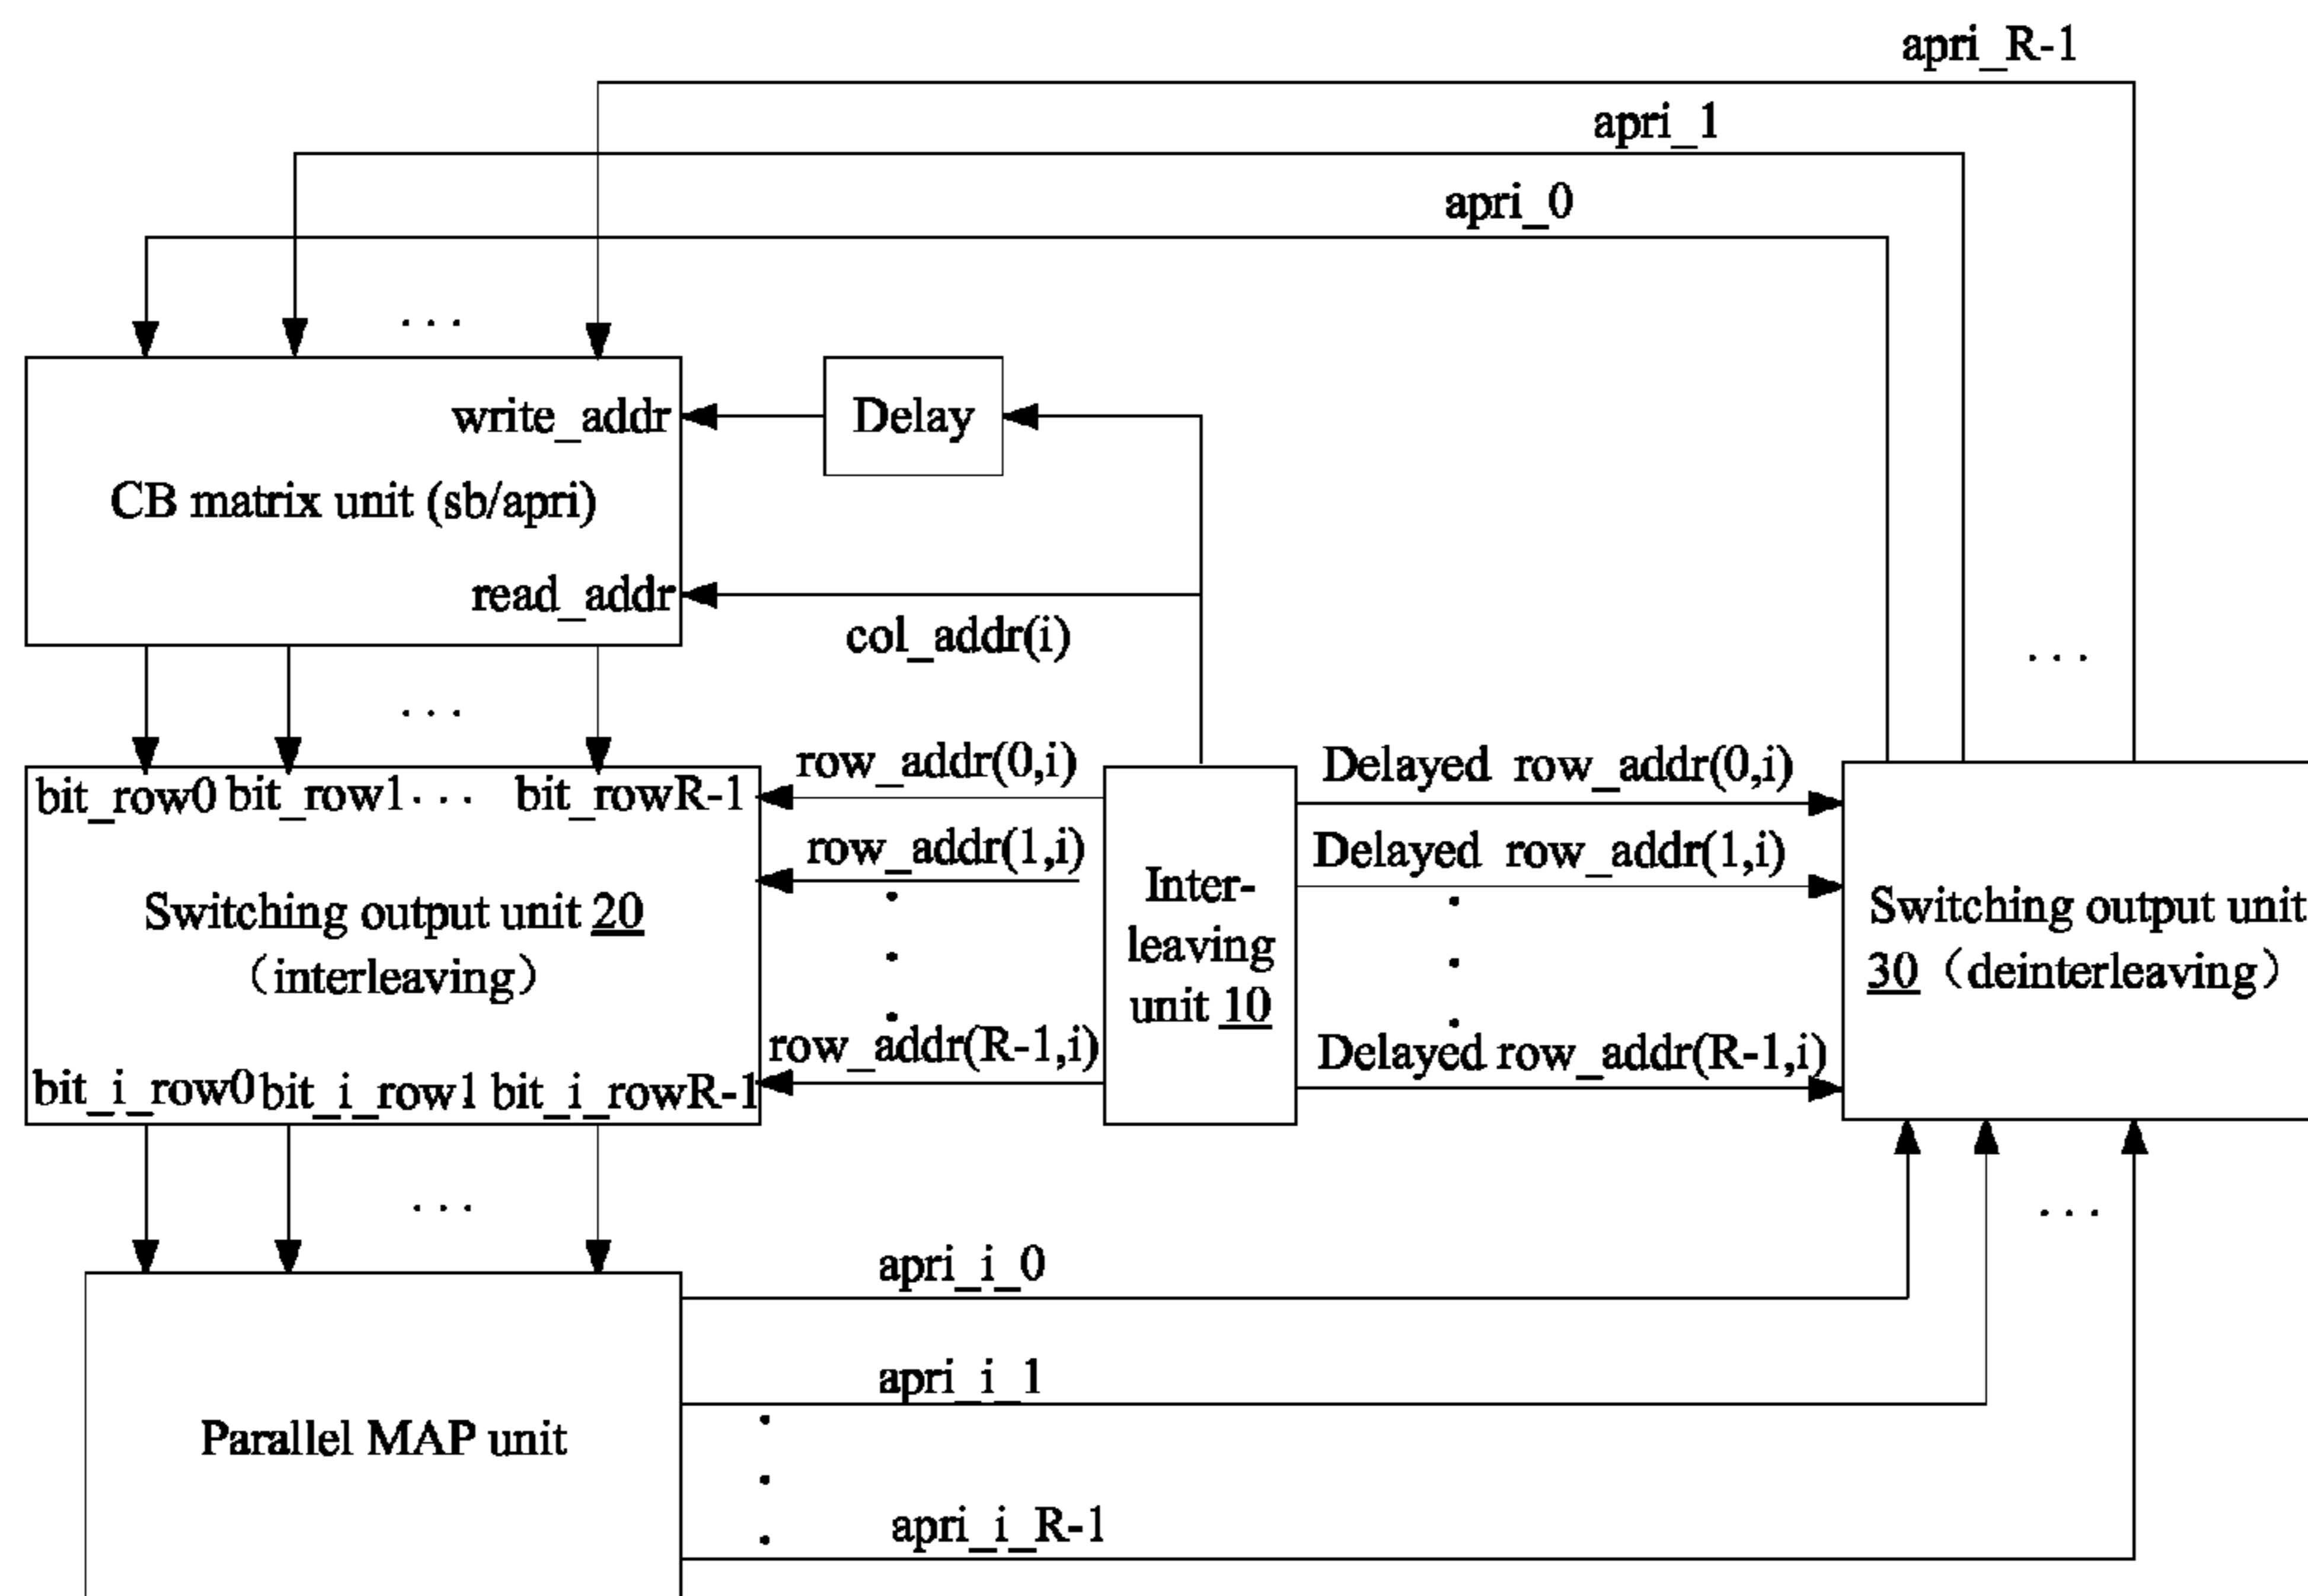 apri_R-1
apri_1
apri_0
. . .
write_addr
Delay
CB matrix unit (sb/apri)
read_addr
col_addr(i)
. . .
. . .
row_addr(0,i)
Delayed row_addr(0,i)
bit_row0 bit_row1 . . . bit_rowR-1
row_addr(1,i)
Delayed row_addr(1,i)
Switching output unit 20
（interleaving）
Inter-
leaving
unit 10
Switching output unit
30（deinterleaving）
row_addr(R-1,i)
Delayed row_addr(R-1,i)
bit_i_row0 bit_i_row1 bit_i_rowR-1
. . .
. . .
apri_i_0
apri_i_1
Parallel MAP unit
apri_i_R-1